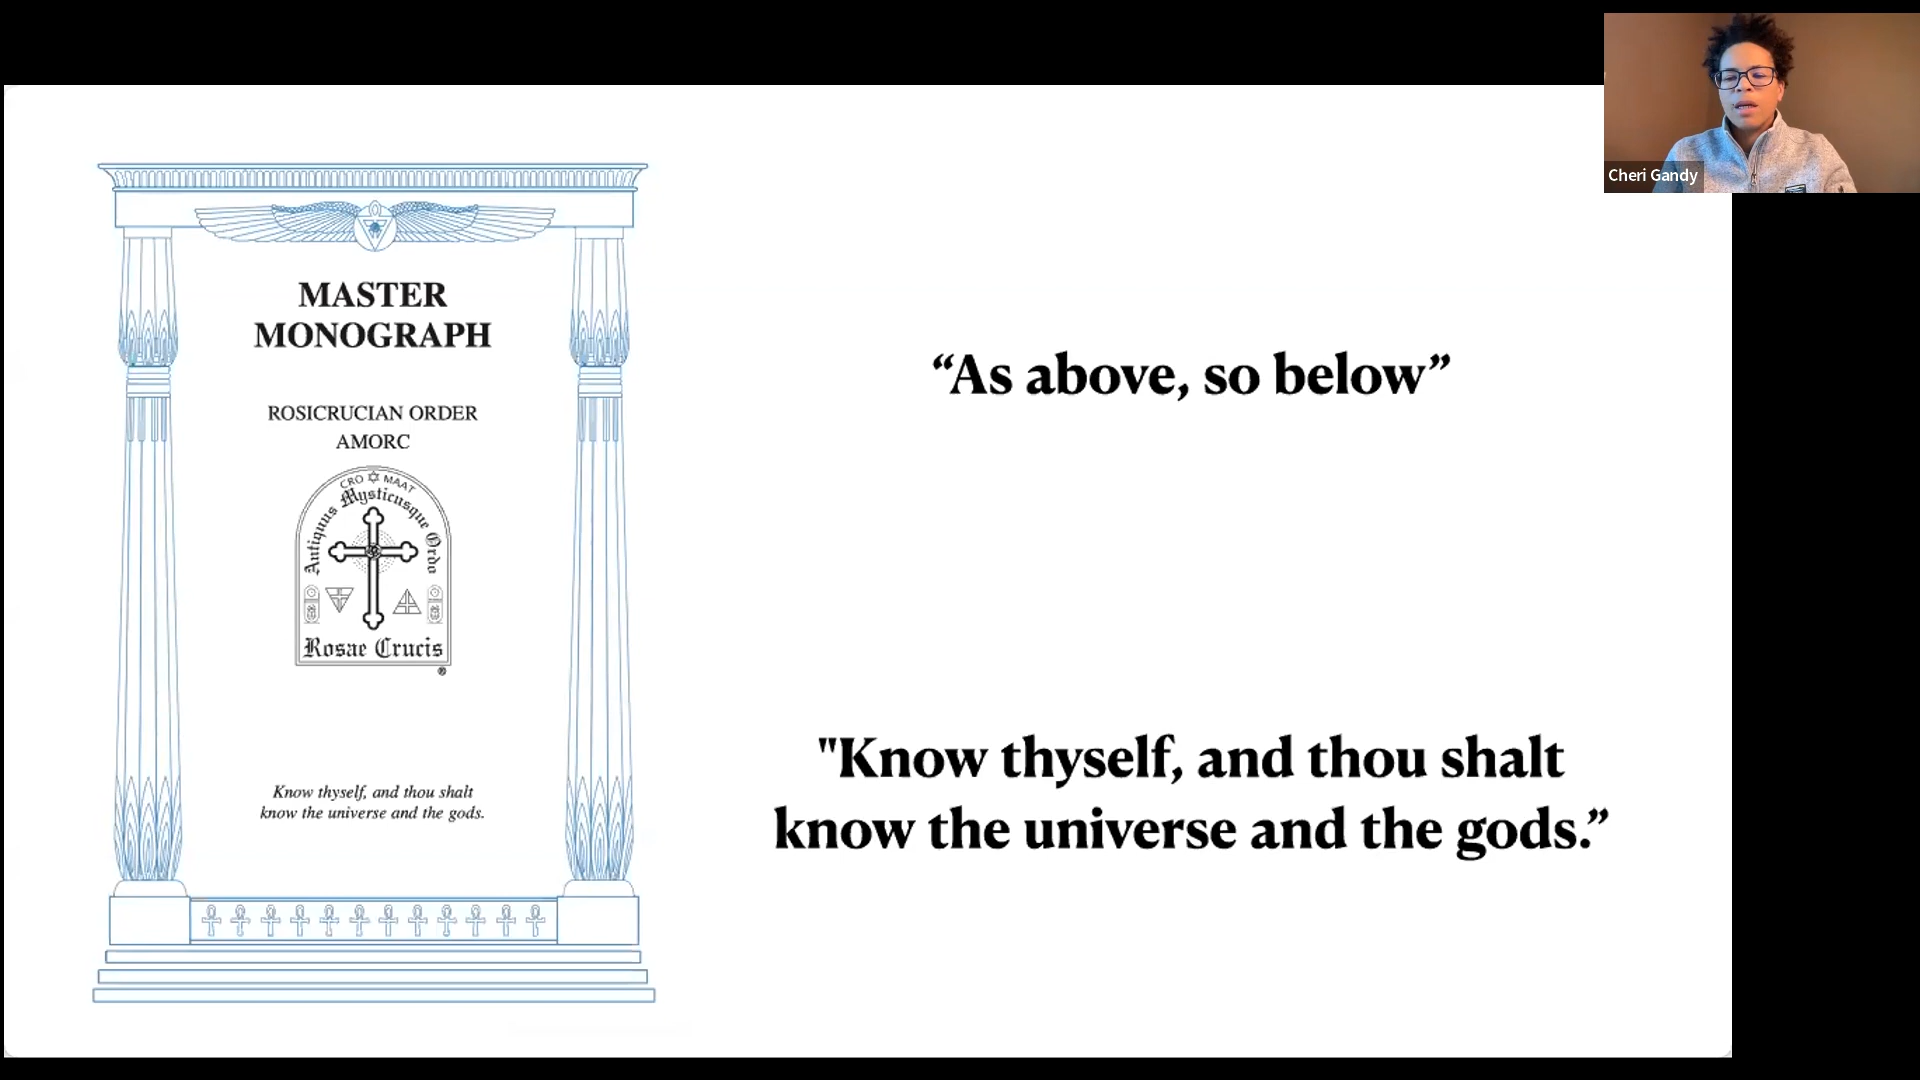 Cheri Gandy
MASTER
MONOGRAPH
ROSICRUCIAN ORDER
AMORC
CRO MAAT
Antiquus Mysticusque Ordo
Rosae Crucis
®
Know thyself, and thou shalt
know the universe and the gods.
“As above, so below”
"Know thyself, and thou shalt
know the universe and the gods.”